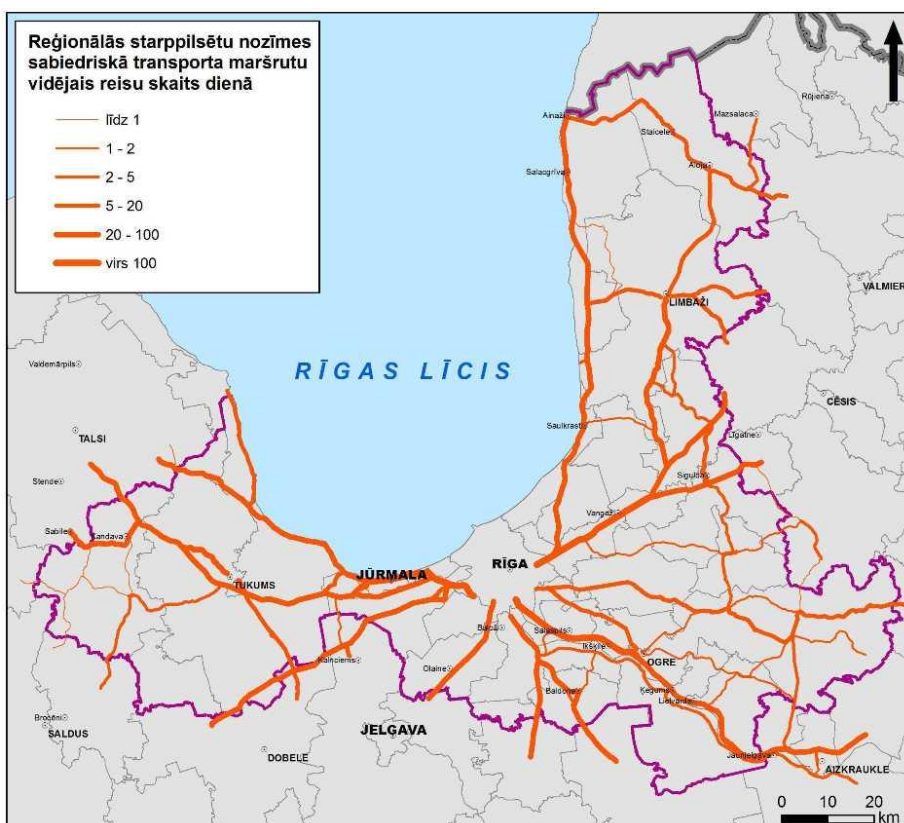 Reģionālās starppilsētu nozīmes
sabiedriskā transporta maršrutu
vidējais reisu skaits dienā
līdz 1
1 - 2
2 - 5
5 - 20
20 - 100
virs 100
Rūjiena
Ainaži
Mazsalaca
Staicele
Aloja
Salacgrīva
VALMIER
LIMBAŽI
RĪGAS LĪCIS
Valdemārpils
CĒSIS
TALSI
Saulkrasti
Līgatne
Stende
Sigulda
Vangaži
Sabile
Kandava
RĪGA
JŪRMALA
TUKUMS
Baloži
Salaspils
Ikšķile
OGRE
Kalnciems
Olaine
Baldone
Ķegums
Lielvārde
Brocēni
SALDUS
JELGAVA
DOBELE
Jaunjelgava
AIZKRAUKLE
0 10 20
km